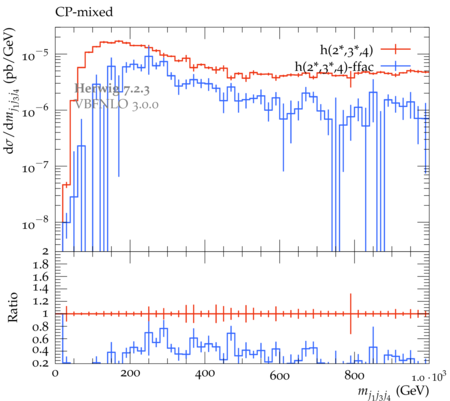 CP-mixed
dσ/dm_{j1j3j4} (pb/GeV)
10⁻⁵
10⁻⁶
10⁻⁷
10⁻⁸
h(2*,3*,4)
h(2*,3*,4)-ffac
Herwig 7.2.3
VBFNLO 3.0.0
Ratio
2
1.8
1.6
1.4
1.2
1
0.8
0.6
0.4
0.2
0 200 400 600 800 1.0 · 10³
m_{j1j3j4} (GeV)